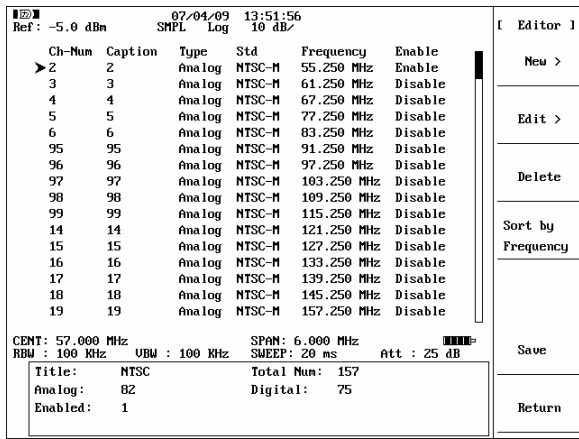 07/04/09 13:51:56
Ref: -5.0 dBm SMPL Log 10 dB/
Ch-Num Caption Type Std Frequency Enable
2 2 Analog NTSC-M 55.250 MHz Enable
3 3 Analog NTSC-M 61.250 MHz Disable
4 4 Analog NTSC-M 67.250 MHz Disable
5 5 Analog NTSC-M 77.250 MHz Disable
6 6 Analog NTSC-M 83.250 MHz Disable
95 95 Analog NTSC-M 91.250 MHz Disable
96 96 Analog NTSC-M 97.250 MHz Disable
97 97 Analog NTSC-M 103.250 MHz Disable
98 98 Analog NTSC-M 109.250 MHz Disable
99 99 Analog NTSC-M 115.250 MHz Disable
14 14 Analog NTSC-M 121.250 MHz Disable
15 15 Analog NTSC-M 127.250 MHz Disable
16 16 Analog NTSC-M 133.250 MHz Disable
17 17 Analog NTSC-M 139.250 MHz Disable
18 18 Analog NTSC-M 145.250 MHz Disable
19 19 Analog NTSC-M 157.250 MHz Disable
CENT: 57.000 MHz SPAN: 6.000 MHz
RBW : 100 KHz VBW : 100 KHz SWEEP: 20 ms Att : 25 dB
Title: NTSC Total Num: 157
Analog: 82 Digital: 75
Enabled: 1
[ Editor ]
New >
Edit >
Delete
Sort by
Frequency
Save
Return